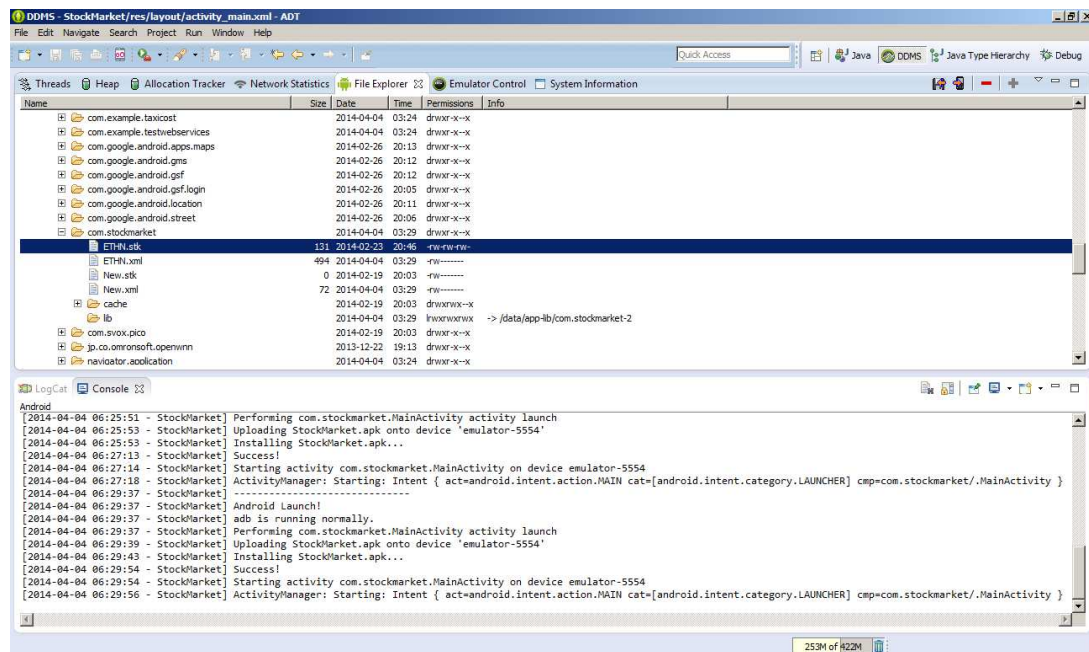 DDMS - StockMarket/res/layout/activity_main.xml - ADT
File Edit Navigate Search Project Run Window Help
Quick Access Java DDMS Java Type Hierarchy Debug
Threads Heap Allocation Tracker Network Statistics File Explorer Emulator Control System Information
Name Size Date Time Permissions Info
com.example.taxicost 2014-04-04 03:24 drwxr-x--x
com.example.testwebservices 2014-04-04 03:24 drwxr-x--x
com.google.android.apps.maps 2014-02-26 20:13 drwxr-x--x
com.google.android.gms 2014-02-26 20:12 drwxr-x--x
com.google.android.gsf 2014-02-26 20:12 drwxr-x--x
com.google.android.gsf.login 2014-02-26 20:05 drwxr-x--x
com.google.android.location 2014-02-26 20:11 drwxr-x--x
com.google.android.street 2014-02-26 20:06 drwxr-x--x
com.stockmarket 2014-04-04 03:29 drwxr-x--x
ETHN.stk 131 2014-02-23 20:46 -rw-rw-rw-
ETHN.xml 494 2014-04-04 03:29 -rw-------
New.stk 0 2014-02-19 20:03 -rw-------
New.xml 72 2014-04-04 03:29 -rw-------
cache 2014-02-19 20:03 drwxrwx--x
lib 2014-04-04 03:29 lrwxrwxrwx -> /data/app-lib/com.stockmarket-2
com.svox.pico 2014-02-19 20:03 drwxr-x--x
jp.co.omronsoft.openwnn 2013-12-22 19:13 drwxr-x--x
navigator.application 2014-04-04 03:24 drwxr-x--x
LogCat Console
Android
[2014-04-04 06:25:51 - StockMarket] Performing com.stockmarket.MainActivity activity launch
[2014-04-04 06:25:53 - StockMarket] Uploading StockMarket.apk onto device 'emulator-5554'
[2014-04-04 06:25:53 - StockMarket] Installing StockMarket.apk...
[2014-04-04 06:27:13 - StockMarket] Success!
[2014-04-04 06:27:14 - StockMarket] Starting activity com.stockmarket.MainActivity on device emulator-5554
[2014-04-04 06:27:18 - StockMarket] ActivityManager: Starting: Intent { act=android.intent.action.MAIN cat=[android.intent.category.LAUNCHER] cmp=com.stockmarket/.MainActivity }
[2014-04-04 06:29:37 - StockMarket] ------------------------------
[2014-04-04 06:29:37 - StockMarket] Android Launch!
[2014-04-04 06:29:37 - StockMarket] adb is running normally.
[2014-04-04 06:29:37 - StockMarket] Performing com.stockmarket.MainActivity activity launch
[2014-04-04 06:29:39 - StockMarket] Uploading StockMarket.apk onto device 'emulator-5554'
[2014-04-04 06:29:43 - StockMarket] Installing StockMarket.apk...
[2014-04-04 06:29:54 - StockMarket] Success!
[2014-04-04 06:29:54 - StockMarket] Starting activity com.stockmarket.MainActivity on device emulator-5554
[2014-04-04 06:29:56 - StockMarket] ActivityManager: Starting: Intent { act=android.intent.action.MAIN cat=[android.intent.category.LAUNCHER] cmp=com.stockmarket/.MainActivity }
253M of 422M